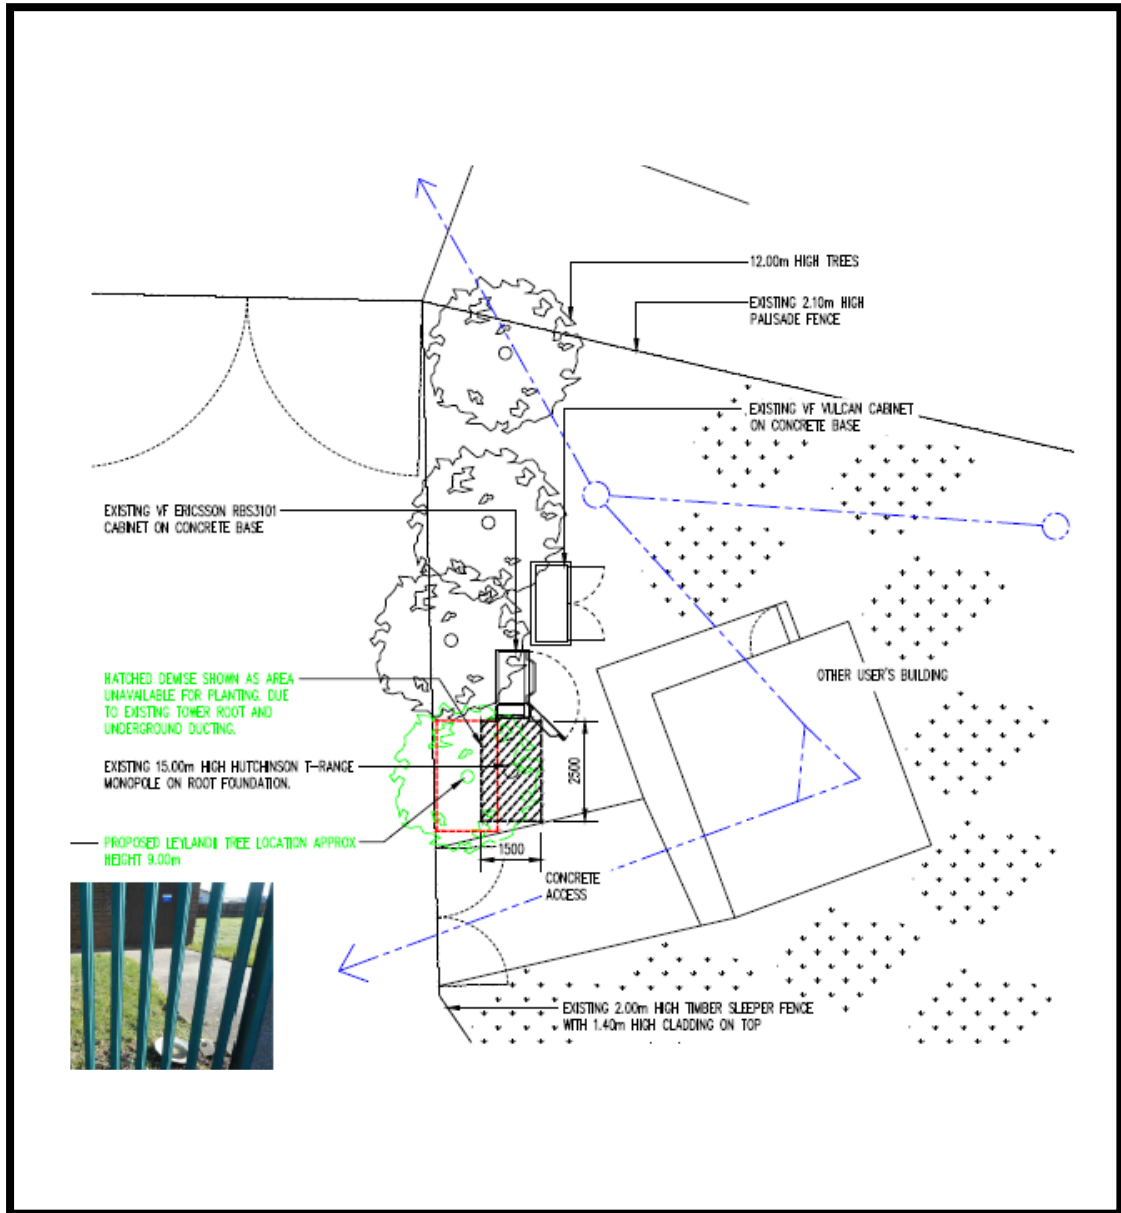 12.00m HIGH TREES
EXISTING 2.10m HIGH
PALISADE FENCE
EXISTING VF VULCAN CABINET
ON CONCRETE BASE
EXISTING VF ERICSSON RBS3101
CABINET ON CONCRETE BASE
OTHER USER'S BUILDING
HATCHED DEMISE SHOWN AS AREA
UNAVAILABLE FOR PLANTING. DUE
TO EXISTING TOWER ROOT AND
UNDERGROUND DUCTING.
EXISTING 15.00m HIGH HUTCHINSON T-RANGE
MONOPOLE ON ROOT FOUNDATION.
2500
PROPOSED LEYLANDII TREE LOCATION APPROX
HEIGHT 9.00m
1500
CONCRETE
ACCESS
EXISTING 2.00m HIGH TIMBER SLEEPER FENCE
WITH 1.40m HIGH CLADDING ON TOP